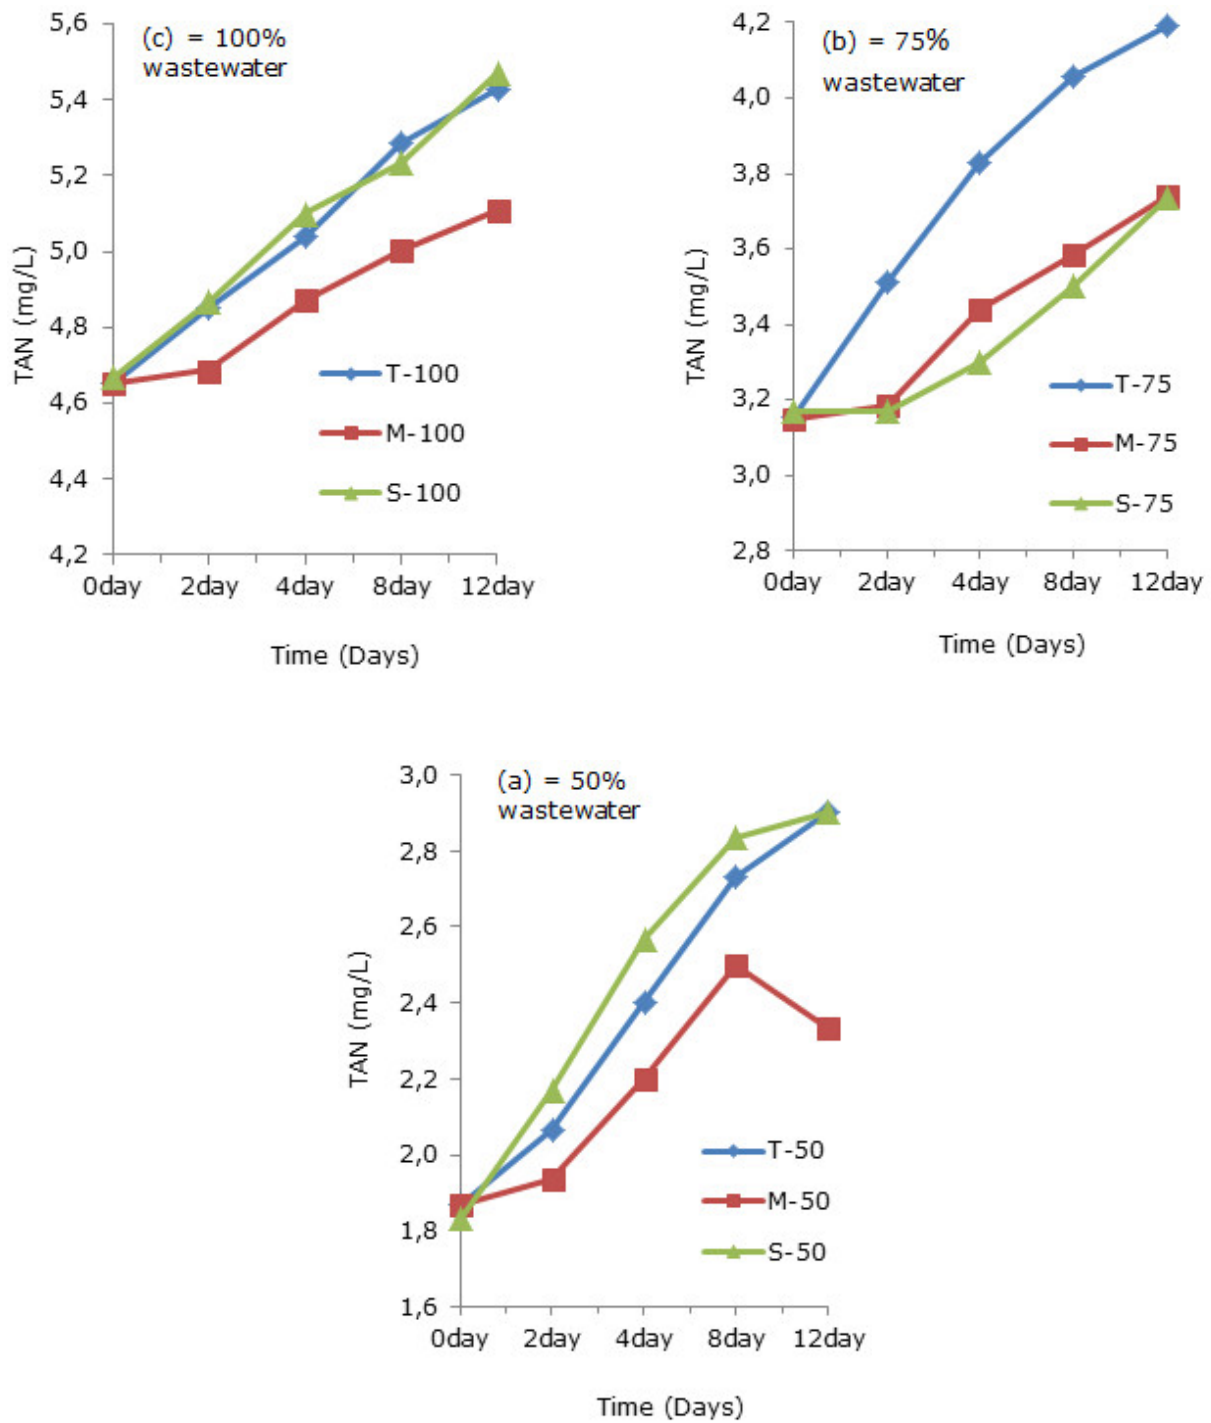 (c) = 100%
wastewater
5,6
5,4
5,2
5,0
4,8
4,6
4,4
4,2
TAN (mg/L)
T-100
M-100
S-100
0day 2day 4day 8day 12day
Time (Days)
(b) = 75%
wastewater
4,2
4,0
3,8
3,6
3,4
3,2
3,0
2,8
TAN (mg/L)
T-75
M-75
S-75
0day 2day 4day 8day 12day
Time (Days)
(a) = 50%
wastewater
3,0
2,8
2,6
2,4
2,2
2,0
1,8
1,6
TAN (mg/L)
T-50
M-50
S-50
0day 2day 4day 8day 12day
Time (Days)